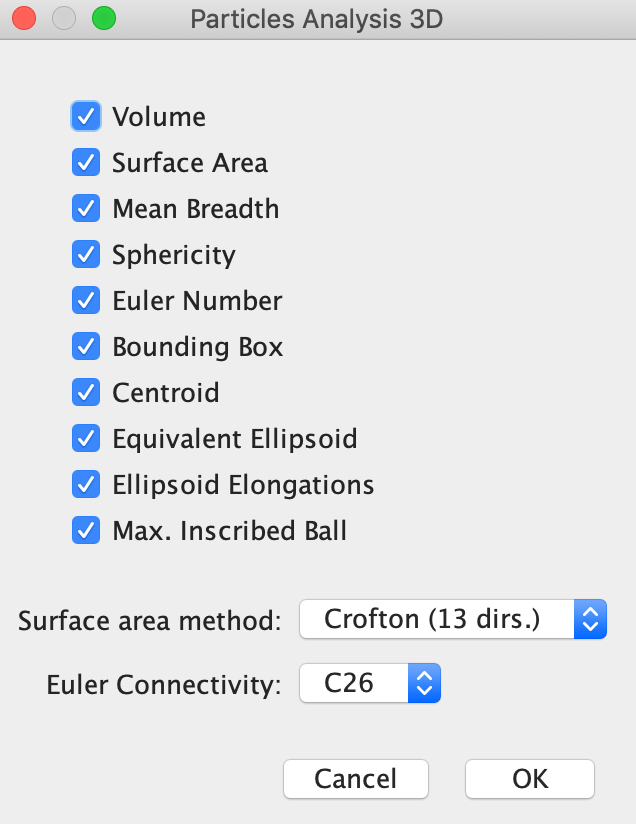 Particles Analysis 3D
Volume
Surface Area
Mean Breadth
Sphericity
Euler Number
Bounding Box
Centroid
Equivalent Ellipsoid
Ellipsoid Elongations
Max. Inscribed Ball
Surface area method: Crofton (13 dirs.)
Euler Connectivity: C26
Cancel OK